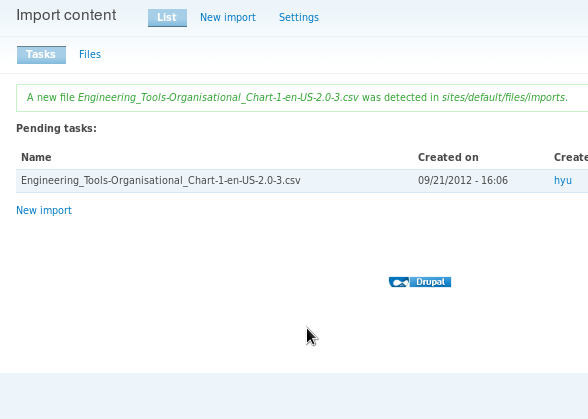 Import content List New import Settings
Tasks Files
A new file Engineering_Tools-Organisational_Chart-1-en-US-2.0-3.csv was detected in sites/default/files/imports.
Pending tasks:
Name Created on Create
Engineering_Tools-Organisational_Chart-1-en-US-2.0-3.csv 09/21/2012 - 16:06 hyu
New import
Drupal